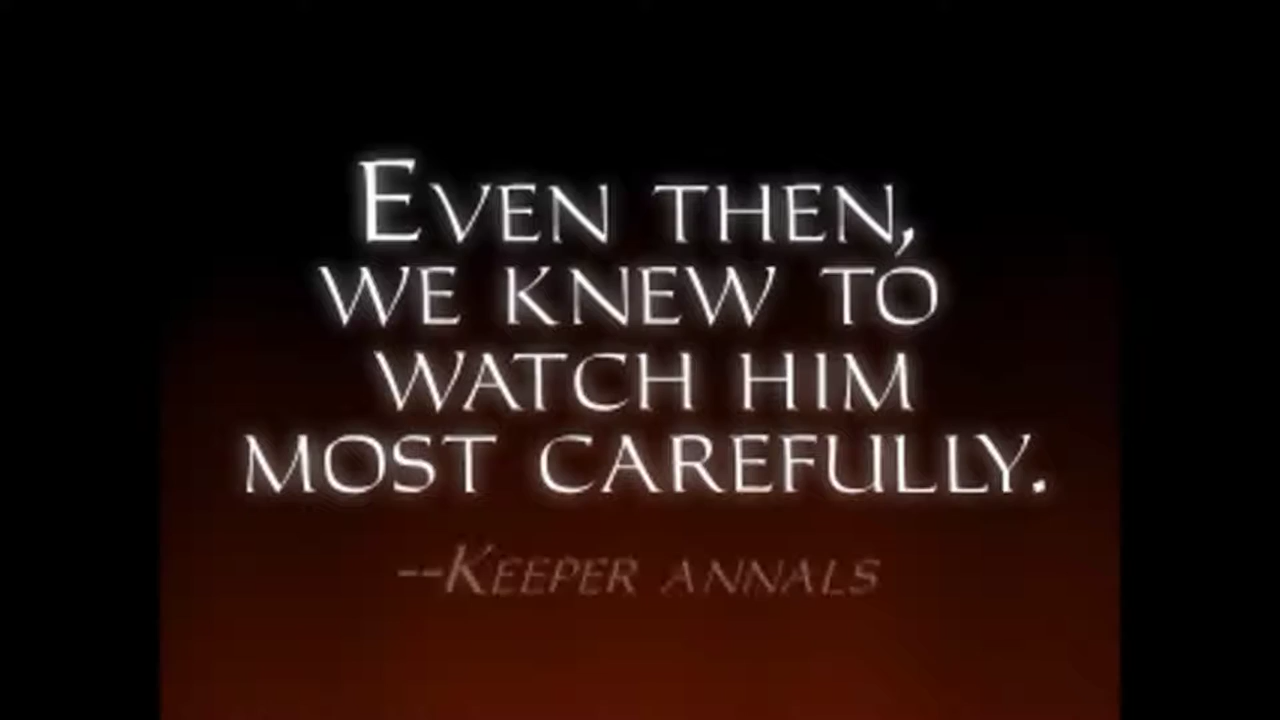 Even then,
we knew to
watch him
most carefully.
--Keeper annals